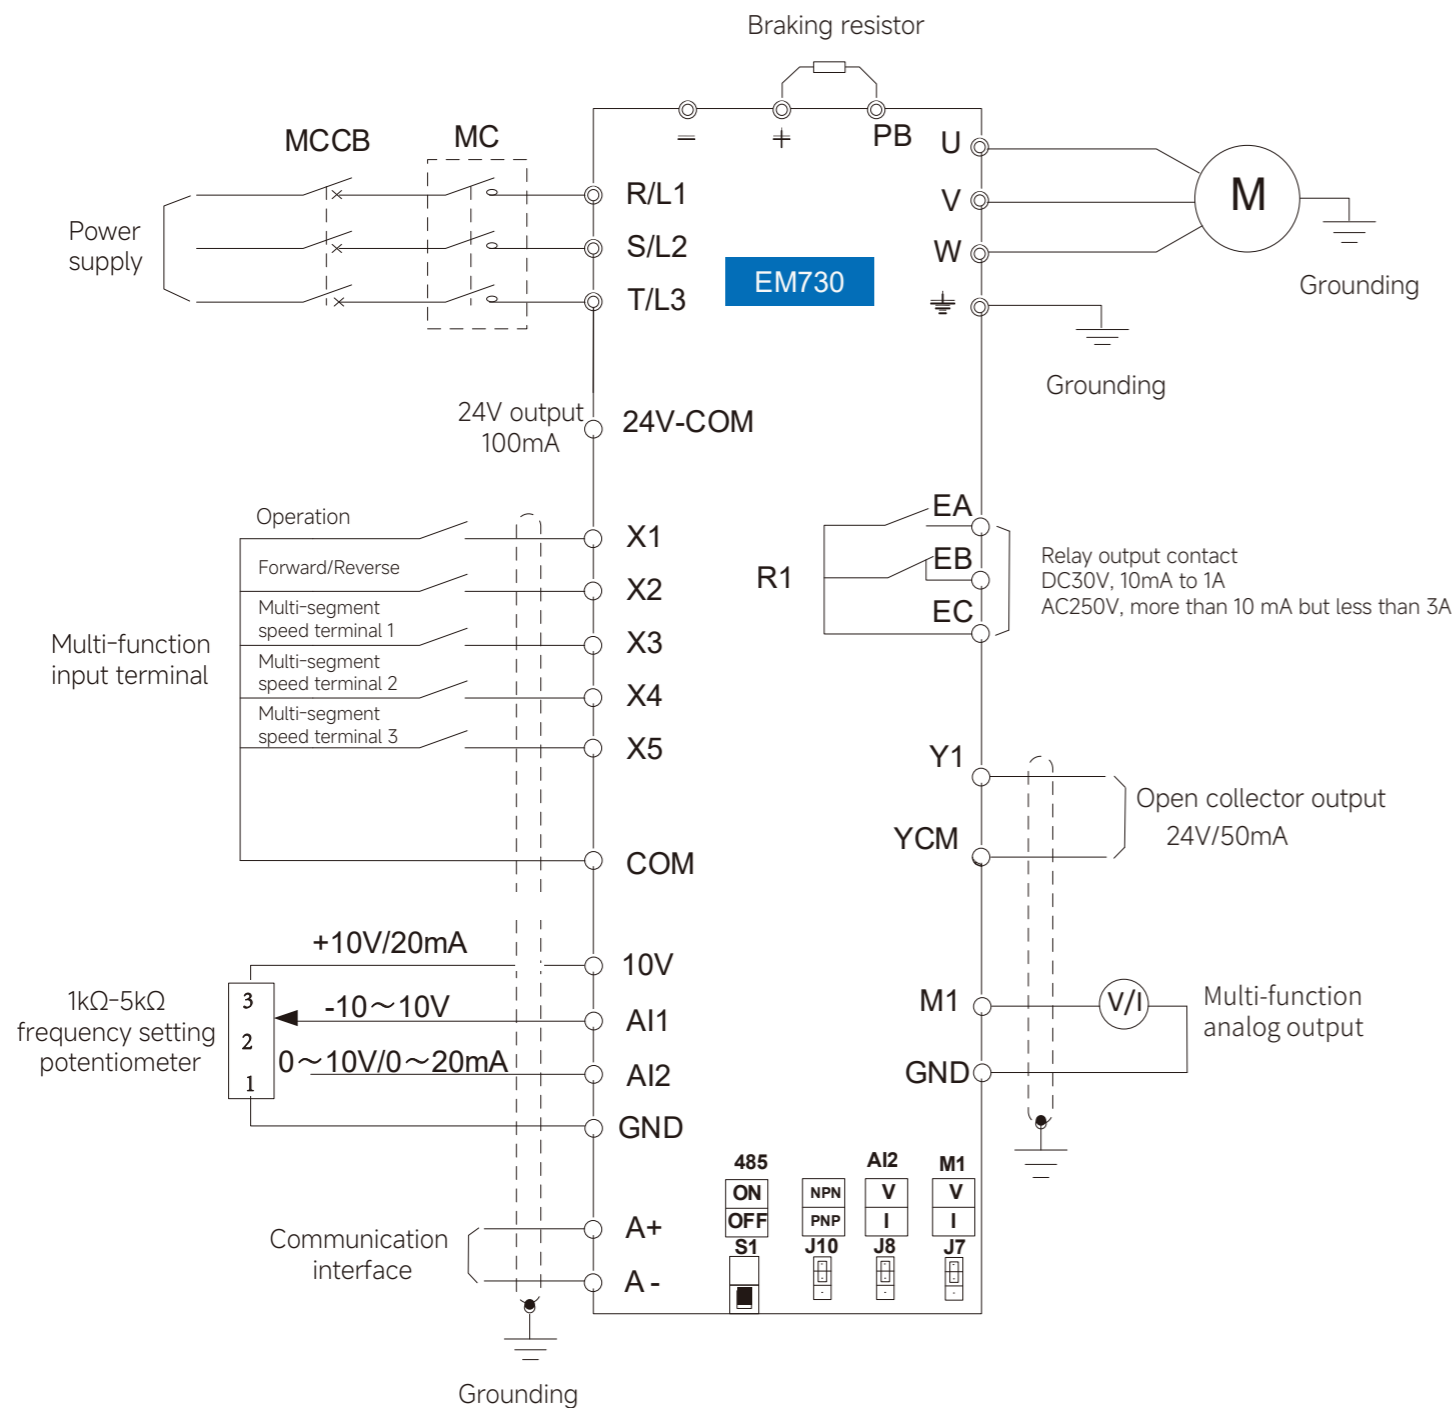 Braking resistor
MCCB
MC
−
+
PB
U
V
W
M
Power
supply
R/L1
S/L2
T/L3
EM730
Grounding
Grounding
24V output
100mA
24V-COM
Operation
X1
Forward/Reverse
X2
Multi-segment
speed terminal 1
X3
Multi-segment
speed terminal 2
X4
Multi-segment
speed terminal 3
X5
Multi-function
input terminal
COM
R1
EA
EB
EC
Relay output contact
DC30V, 10mA to 1A
AC250V, more than 10 mA but less than 3A
Y1
YCM
Open collector output
24V/50mA
+10V/20mA
10V
1kΩ-5kΩ
frequency setting
potentiometer
3
2
1
-10～10V
AI1
0～10V/0～20mA
AI2
GND
M1
V/I
GND
Multi-function
analog output
485
ON
OFF
S1
NPN
PNP
J10
AI2
V
I
J8
M1
V
I
J7
Communication
interface
A+
A -
Grounding